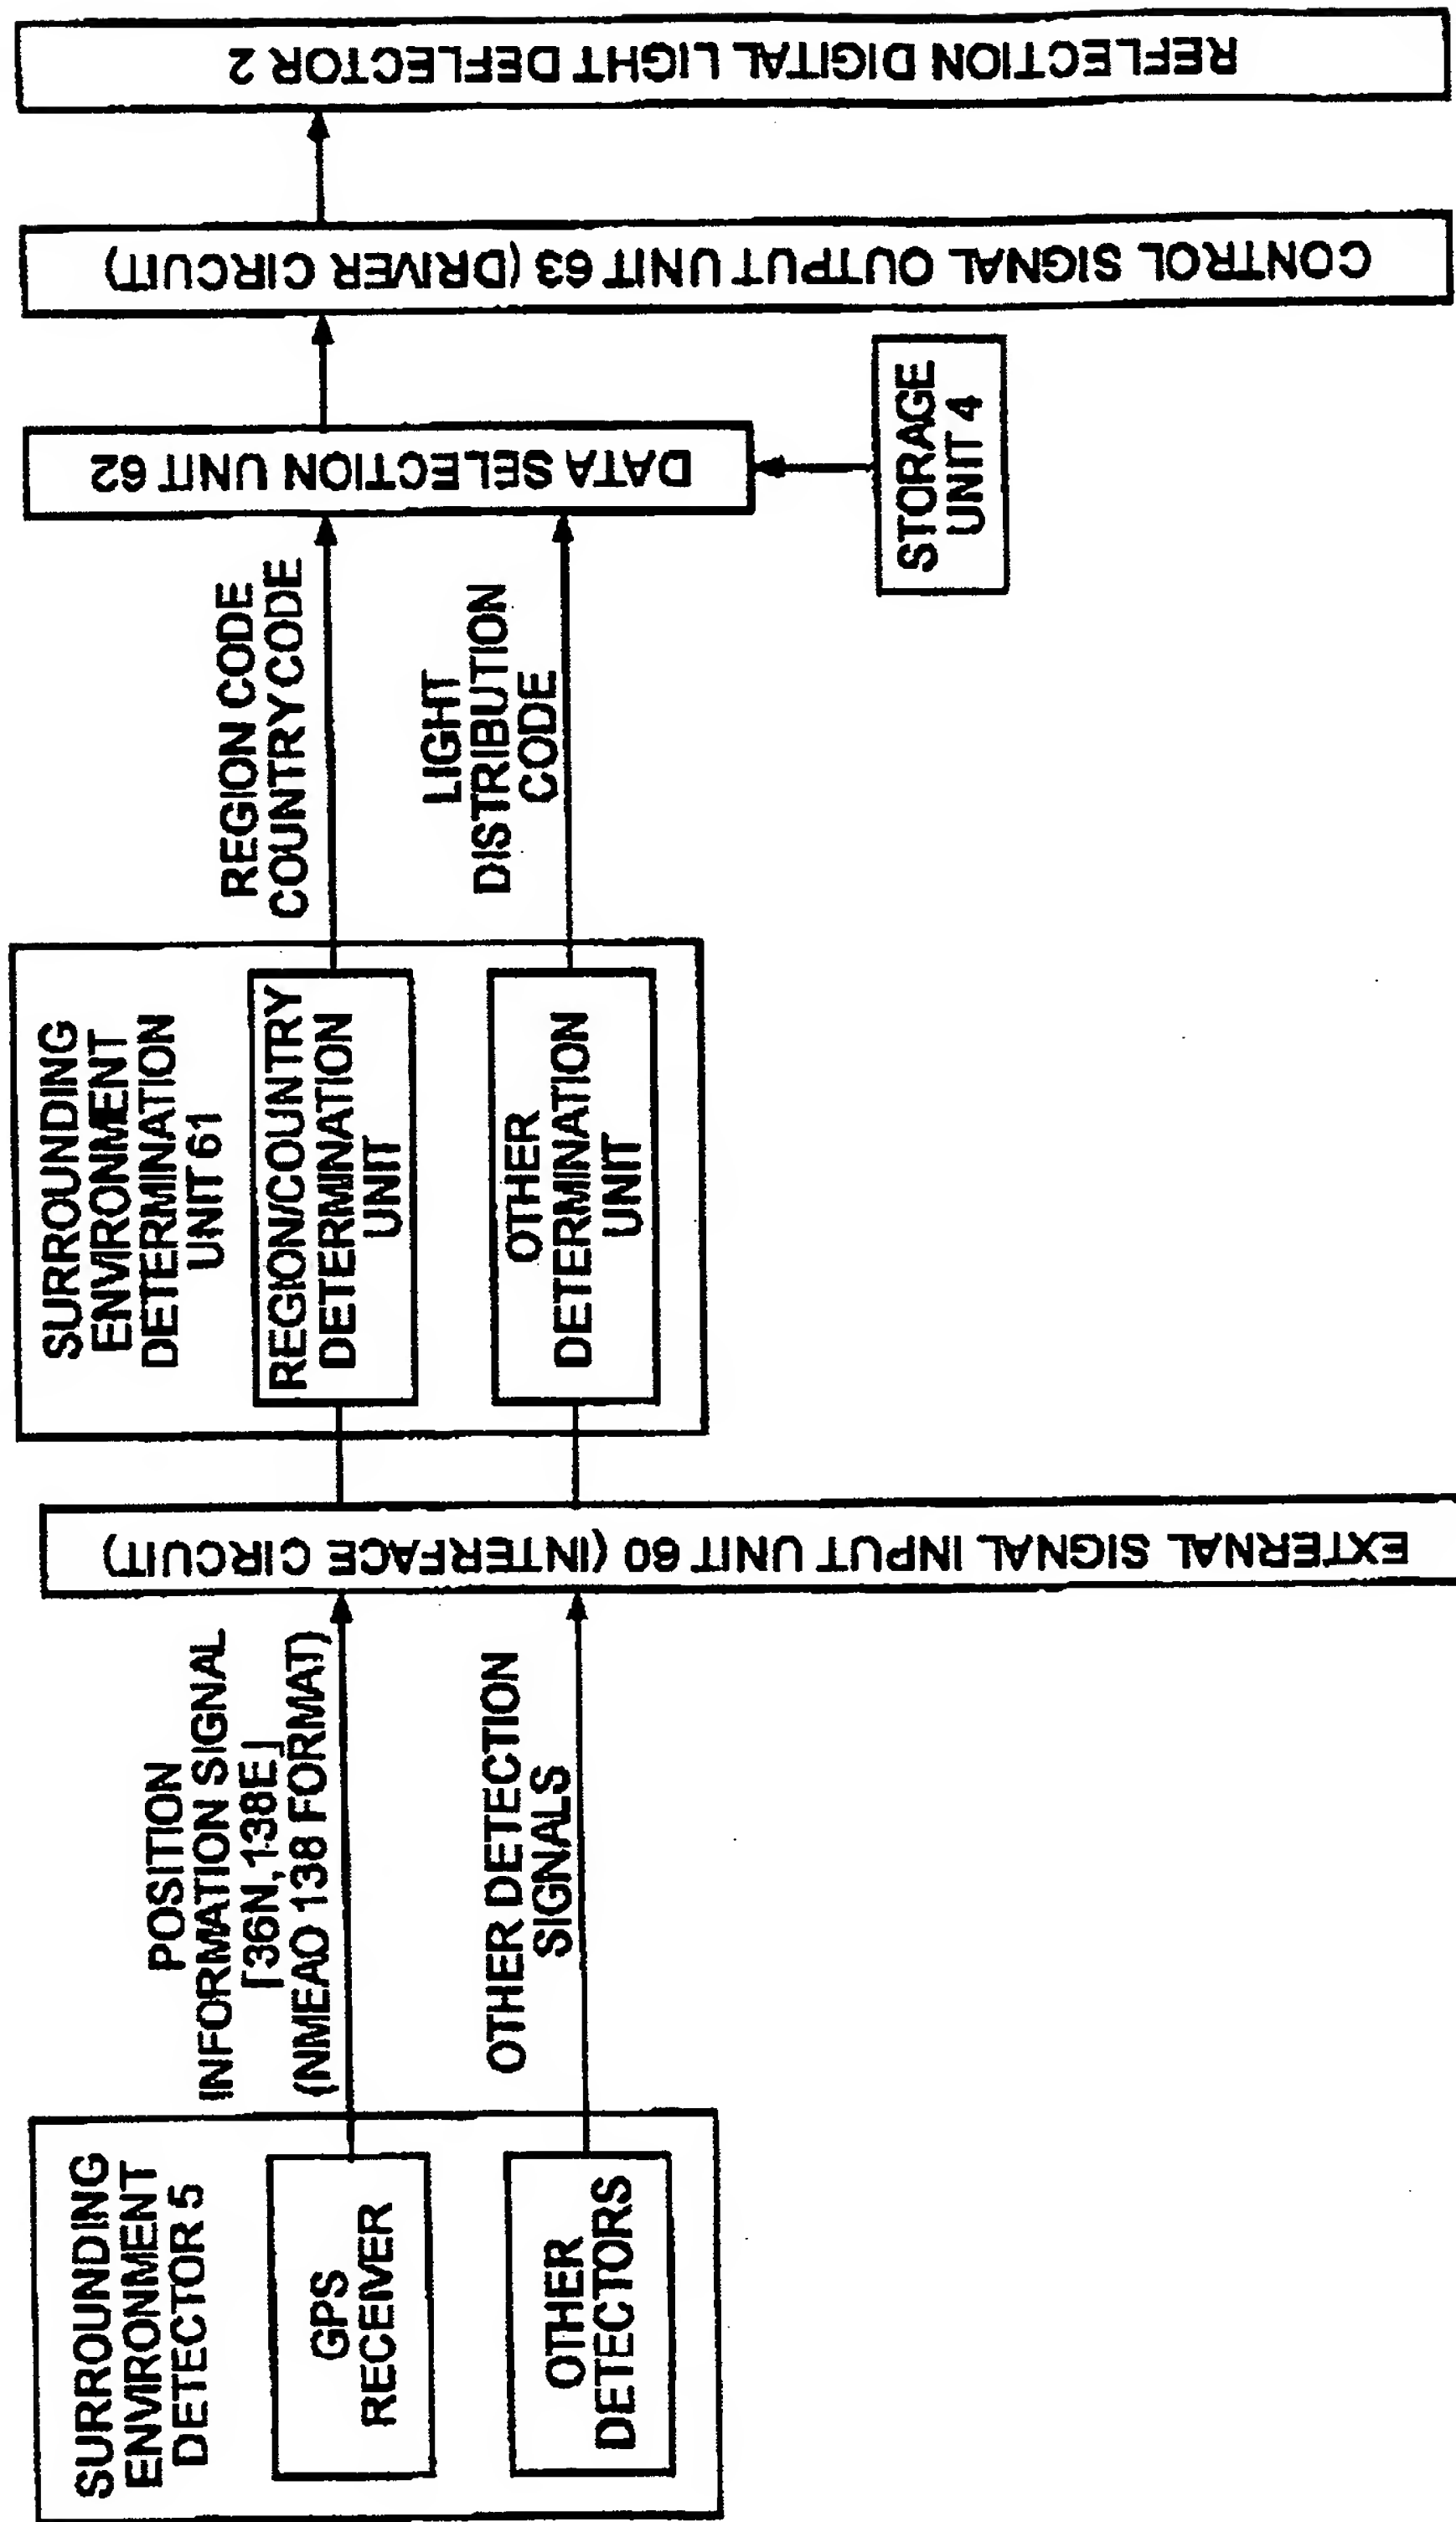 SURROUNDING
ENVIRONMENT
DETECTOR 5
GPS
RECEIVER
OTHER
DETECTORS
POSITION
INFORMATION SIGNAL
「36N,138E」
(NMEAO 138 FORMAT)
OTHER DETECTION
SIGNALS
EXTERNAL SIGNAL INPUT UNIT 60 (INTERFACE CIRCUIT)
SURROUNDING
ENVIRONMENT
DETERMINATION
UNIT 61
REGION/COUNTRY
DETERMINATION
UNIT
OTHER
DETERMINATION
UNIT
REGION CODE
COUNTRY CODE
LIGHT
DISTRIBUTION
CODE
DATA SELECTION UNIT 62
STORAGE
UNIT 4
CONTROL SIGNAL OUTPUT UNIT 63 (DRIVER CIRCUIT)
REFLECTION DIGITAL LIGHT DEFLECTOR 2